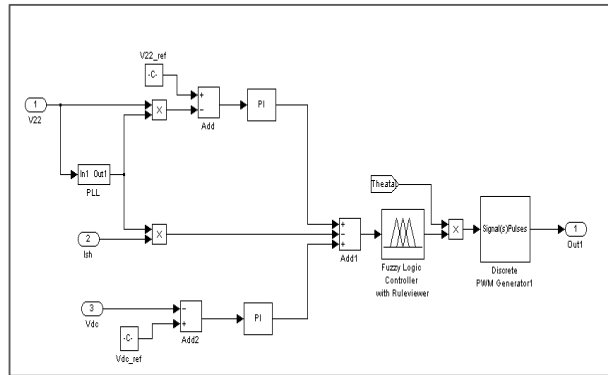 V22_ref
-C-
+
−
Add
PI
1
V22
X
In1 Out1
PLL
2
Ish
X
+
−
+
Add1
Theata
Fuzzy Logic
Controller
with Ruleviewer
X
Signal(s)Pulses
Discrete
PWM Generator1
1
Out1
3
Vdc
-C-
Vdc_ref
−
+
Add2
PI